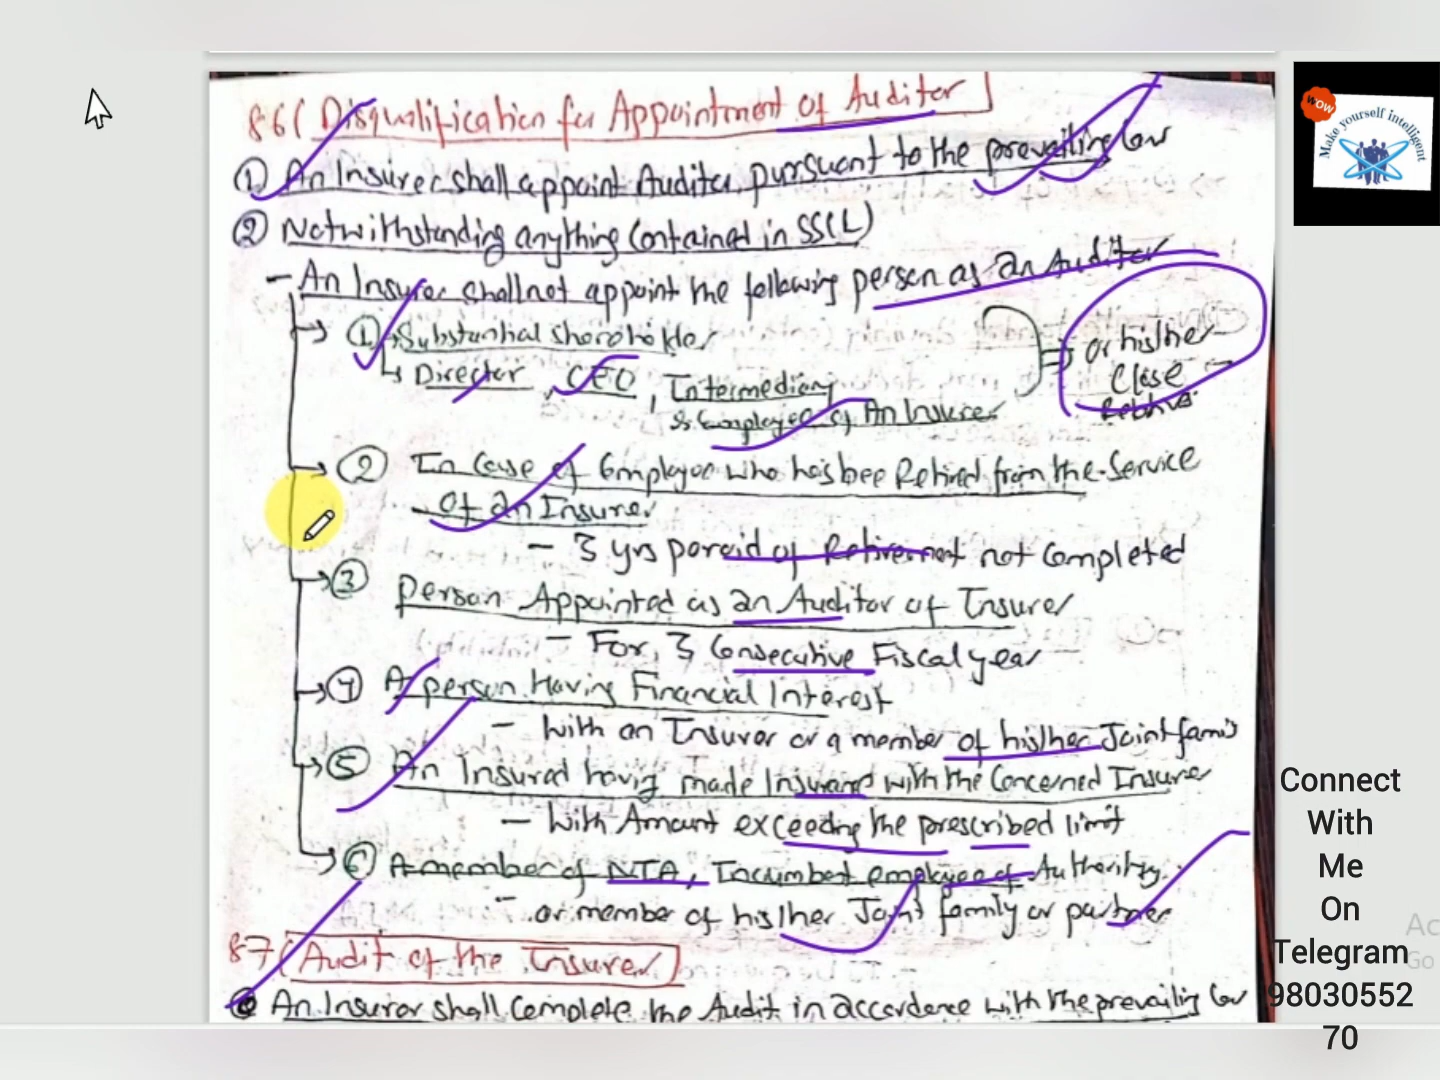 86( Disqualification for Appointment of Auditor
① An Insurer shall appoint Auditor pursuant to the prevailing law
② Notwithstanding anything Contained in SS(L)
- An Insurer shall not appoint the following person as an Auditor
① Substantial shareholder
Director, CEO, Intermediary
& Employee of An Insurer
or his/her
Close
Relative
② In Case of Employee who has bee Retired from the Service
of an Insurer
- 3 yrs poreid of Retirement not Completed
③ person Appointed as an Auditor of Insurer
- For 3 Consecutive Fiscal year
④ A person Having Financial Interest
- with an Insurer or a member of his/her Joint family
⑤ An Insured having made Insurance with the Concerned Insurer
- with Amount exceeding the prescribed limit
⑥ A member of NIA, Incumbent employee of Authority
- or member of his/her Joint family or partner
87( Audit of the Insurer
An Insurer shall Complete the Audit in accordance with the prevailing law
WOW
Make yourself intelligent
Connect
With
Me
On
Telegram
98030552
70
Ac
Go